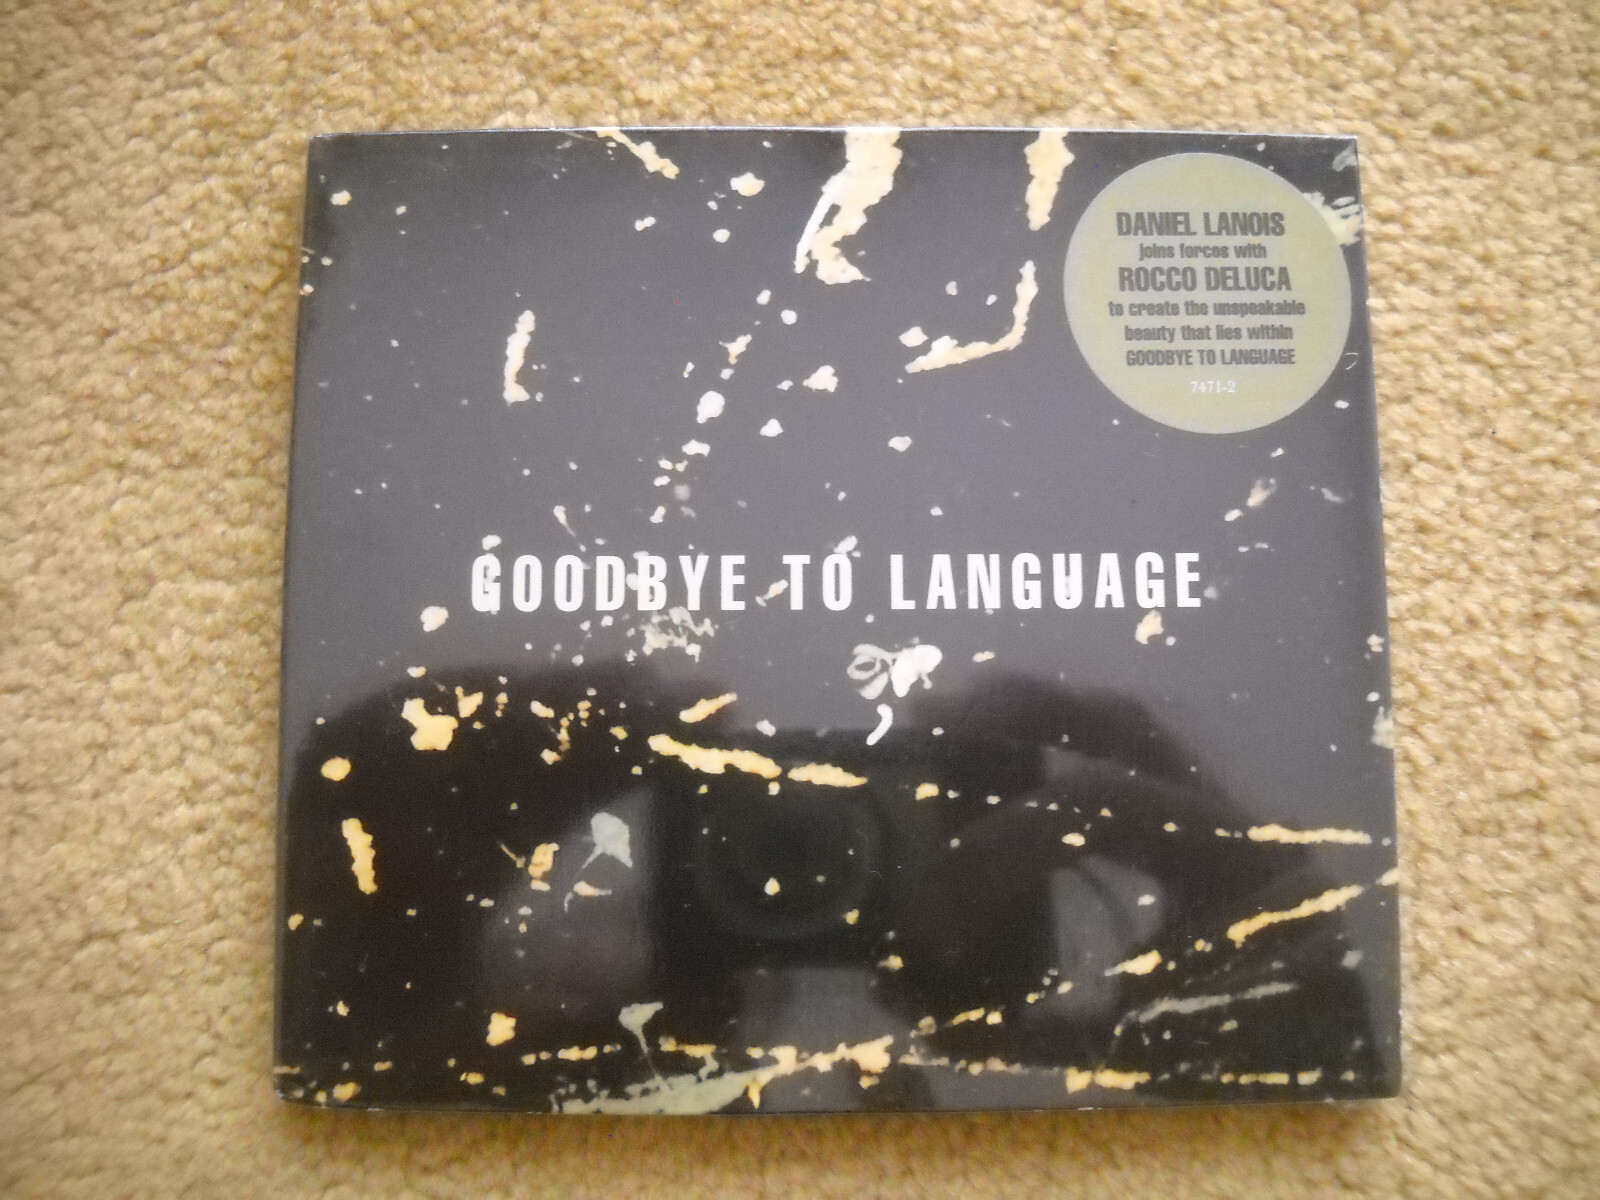 DANIEL LANOIS
joins forces with
ROCCO DELUCA
to create the unspeakable
beauty that lies within
GOODBYE TO LANGUAGE
7471-2
GOODBYE TO LANGUAGE